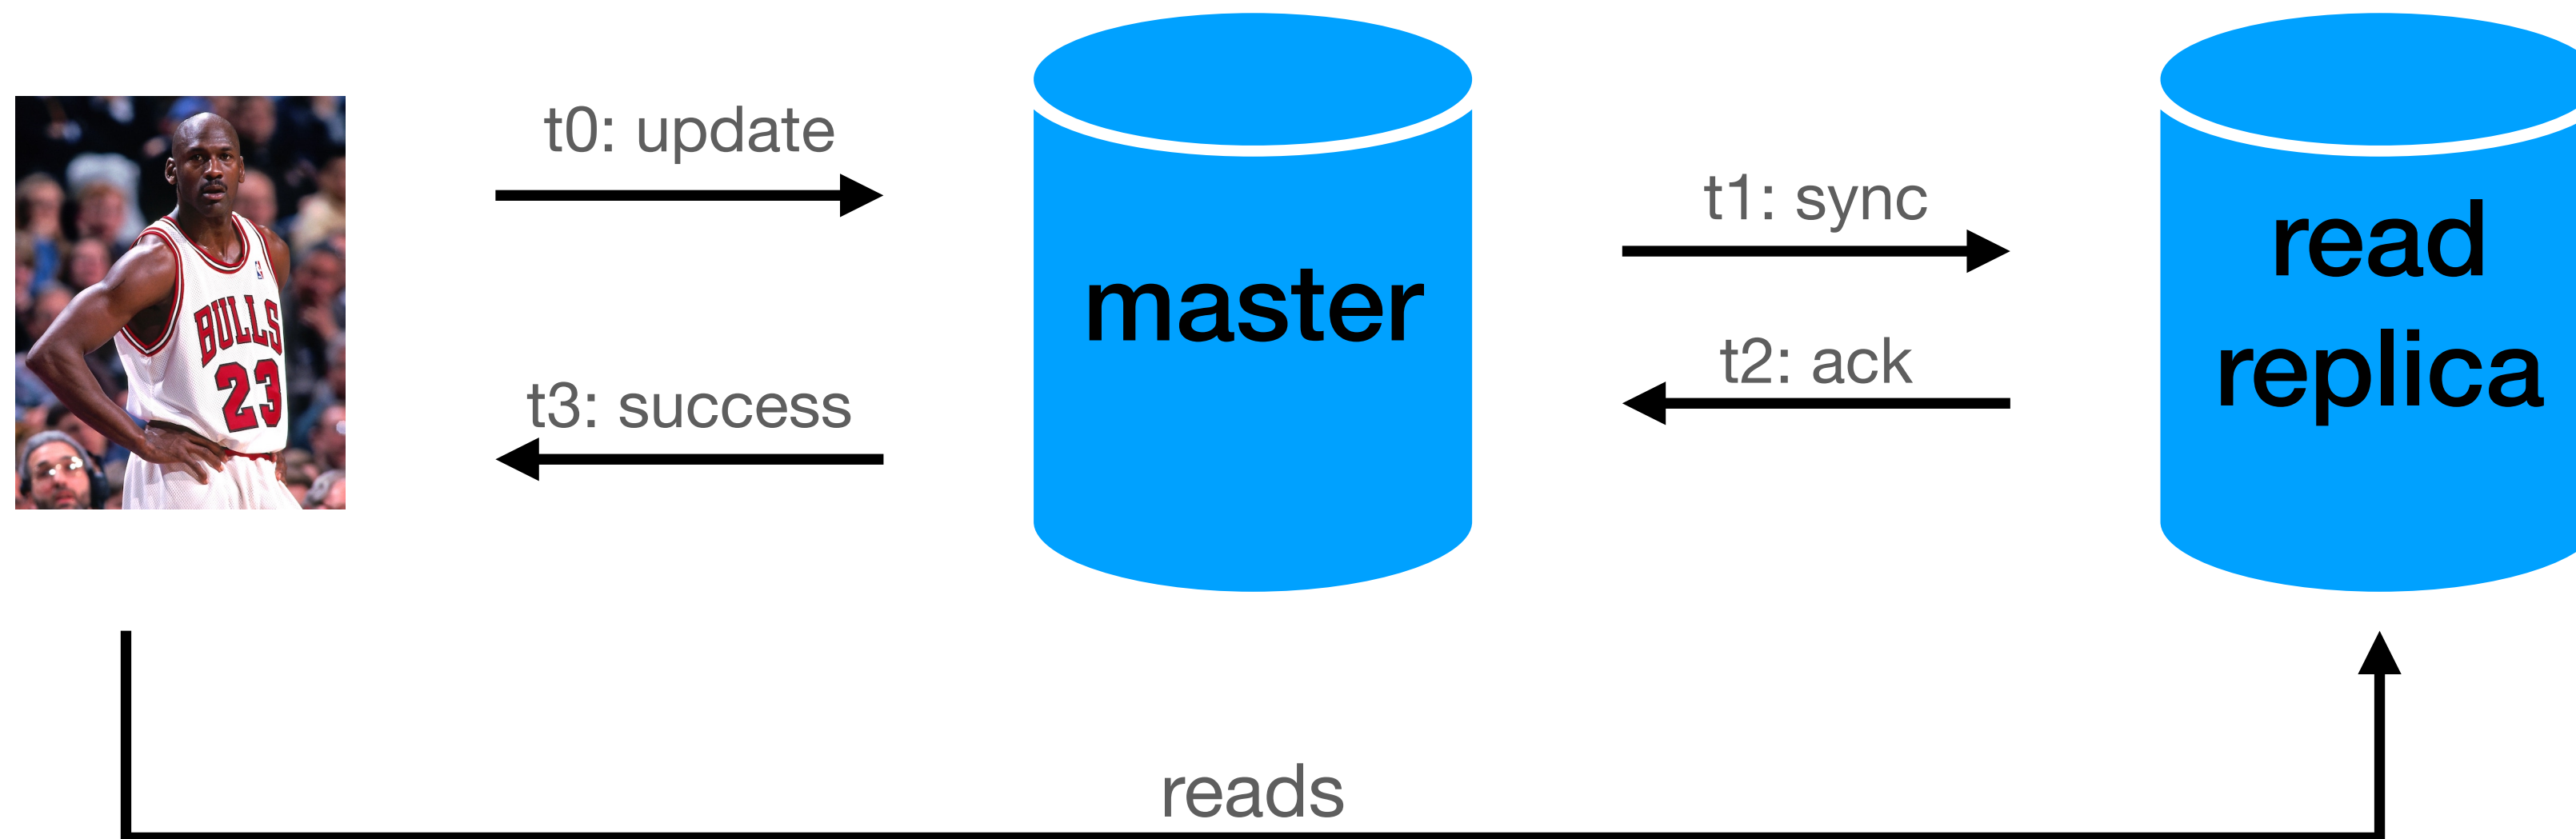 t0: update
t1: sync
BULLS
23
master
read
replica
t2: ack
t3: success
reads